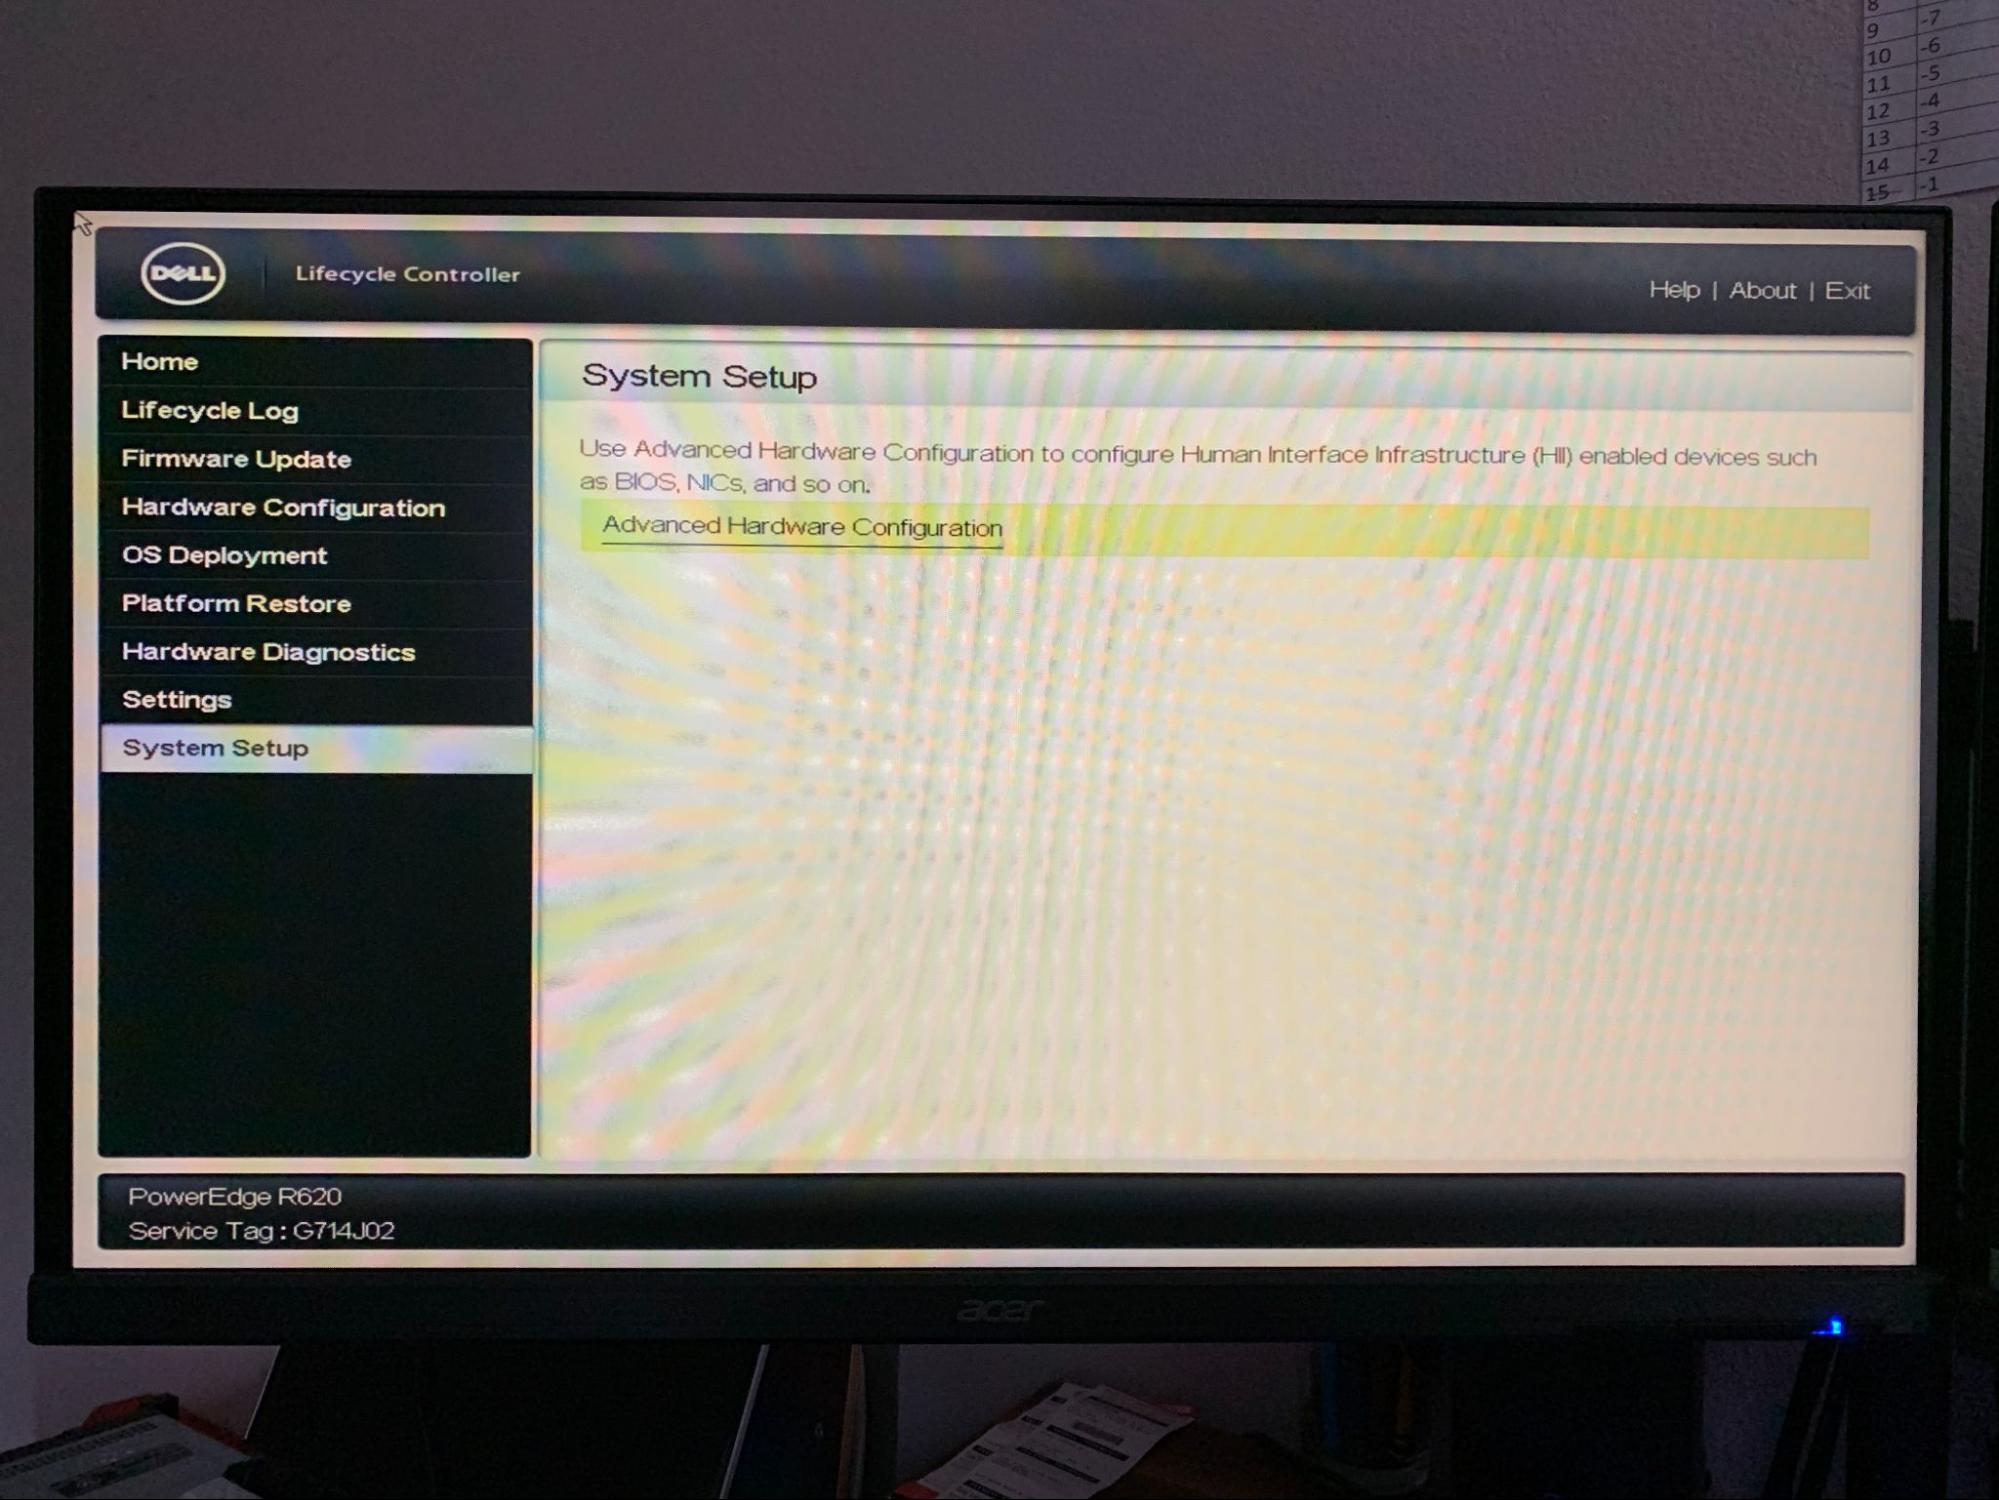 8
9 -7
10 -6
11 -5
12 -4
13 -3
14 -2
15 -1
DELL
Lifecycle Controller
Help | About | Exit
Home
Lifecycle Log
Firmware Update
Hardware Configuration
OS Deployment
Platform Restore
Hardware Diagnostics
Settings
System Setup
System Setup
Use Advanced Hardware Configuration to configure Human Interface Infrastructure (HII) enabled devices such
as BIOS, NICs, and so on.
Advanced Hardware Configuration
PowerEdge R620
Service Tag : G714J02
acer